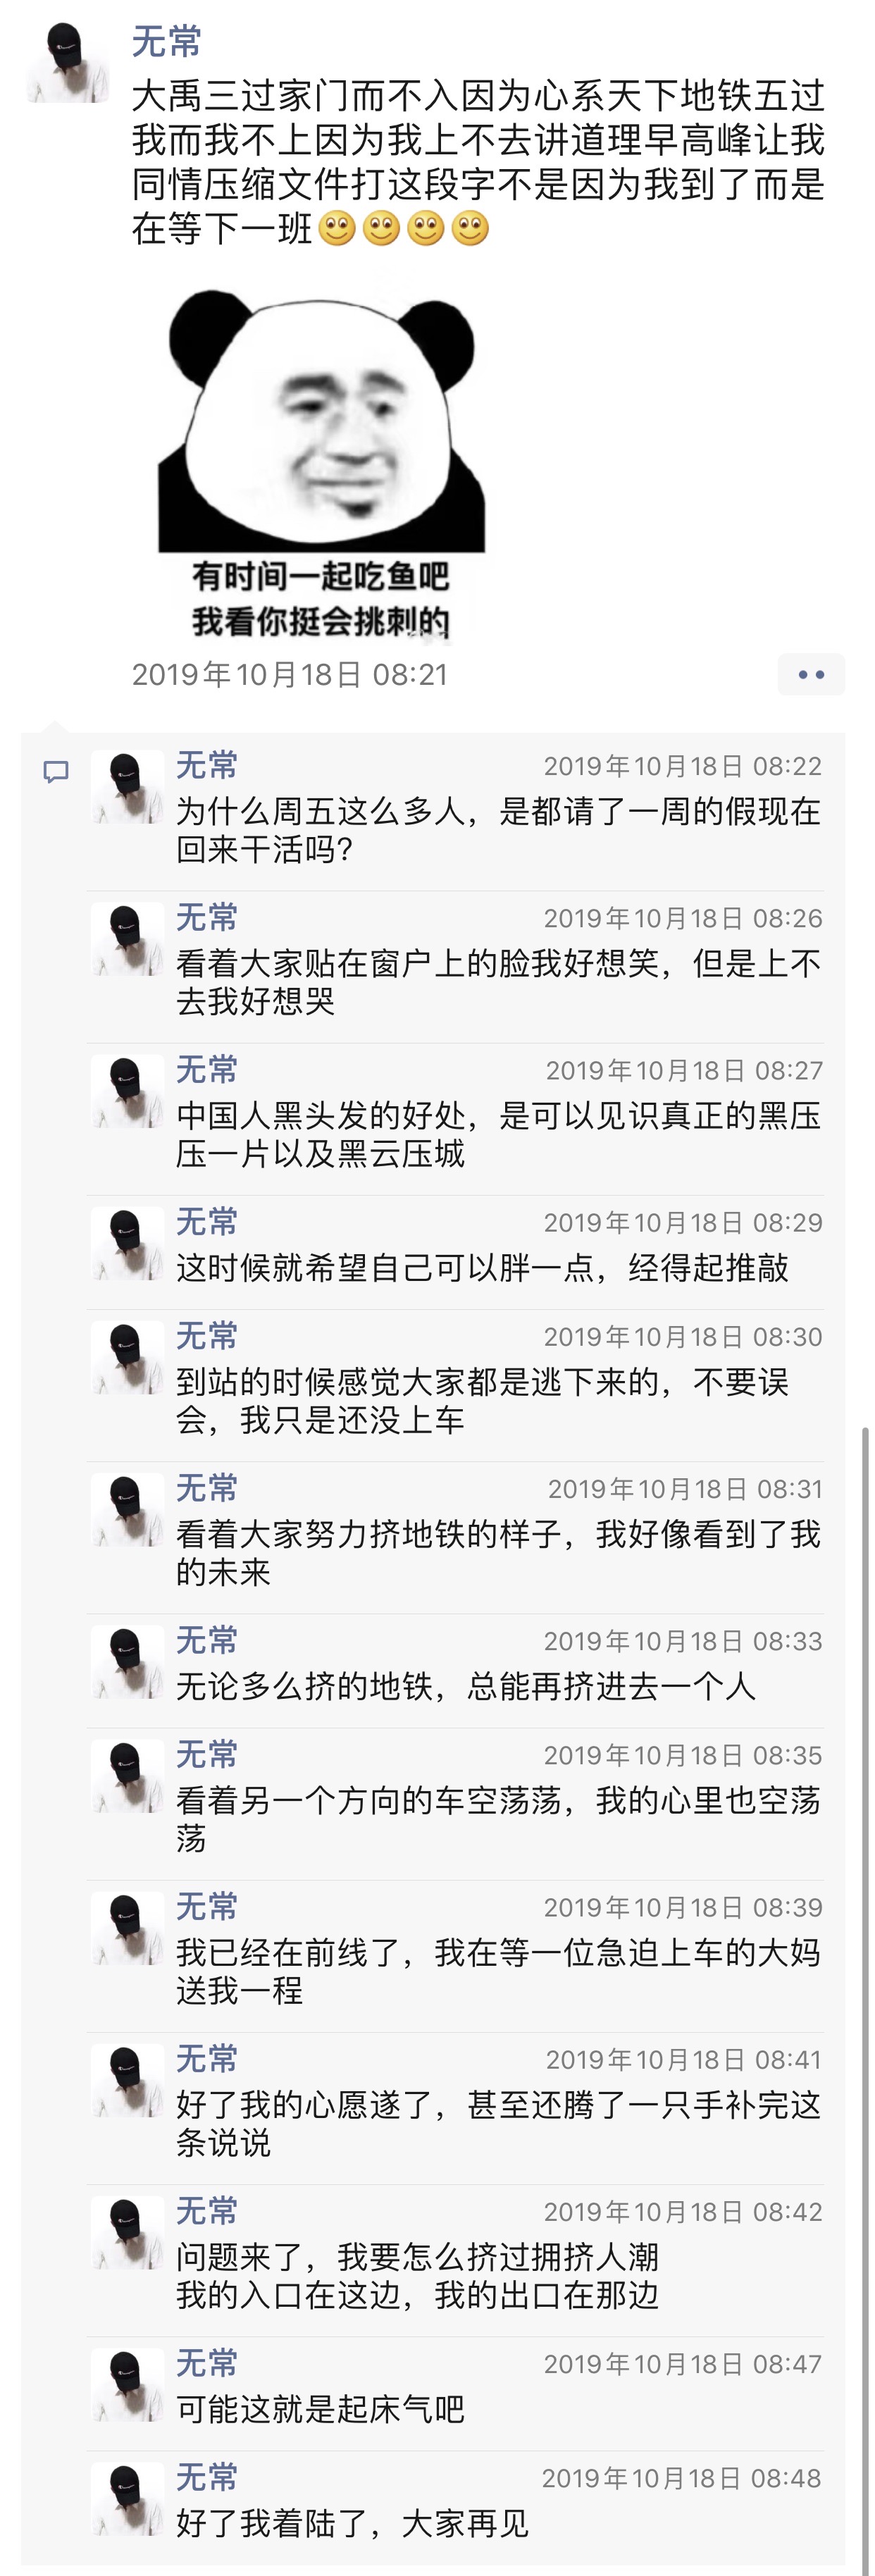 无常
大禹三过家门而不入因为心系天下地铁五过
我而我不上因为我上不去讲道理早高峰让我
同情压缩文件打这段字不是因为我到了而是
在等下一班🙂🙂🙂🙂
有时间一起吃鱼吧
我看你挺会挑刺的
2019年10月18日 08:21
无常
2019年10月18日 08:22
为什么周五这么多人，是都请了一周的假现在
回来干活吗?
无常
2019年10月18日 08:26
看着大家贴在窗户上的脸我好想笑，但是上不
去我好想哭
无常
2019年10月18日 08:27
中国人黑头发的好处，是可以见识真正的黑压
压一片以及黑云压城
无常
2019年10月18日 08:29
这时候就希望自己可以胖一点，经得起推敲
无常
2019年10月18日 08:30
到站的时候感觉大家都是逃下来的，不要误
会，我只是还没上车
无常
2019年10月18日 08:31
看着大家努力挤地铁的样子，我好像看到了我
的未来
无常
2019年10月18日 08:33
无论多么挤的地铁，总能再挤进去一个人
无常
2019年10月18日 08:35
看着另一个方向的车空荡荡，我的心里也空荡
荡
无常
2019年10月18日 08:39
我已经在前线了，我在等一位急迫上车的大妈
送我一程
无常
2019年10月18日 08:41
好了我的心愿遂了，甚至还腾了一只手补完这
条说说
无常
2019年10月18日 08:42
问题来了，我要怎么挤过拥挤人潮
我的入口在这边，我的出口在那边
无常
2019年10月18日 08:47
可能这就是起床气吧
无常
2019年10月18日 08:48
好了我着陆了，大家再见